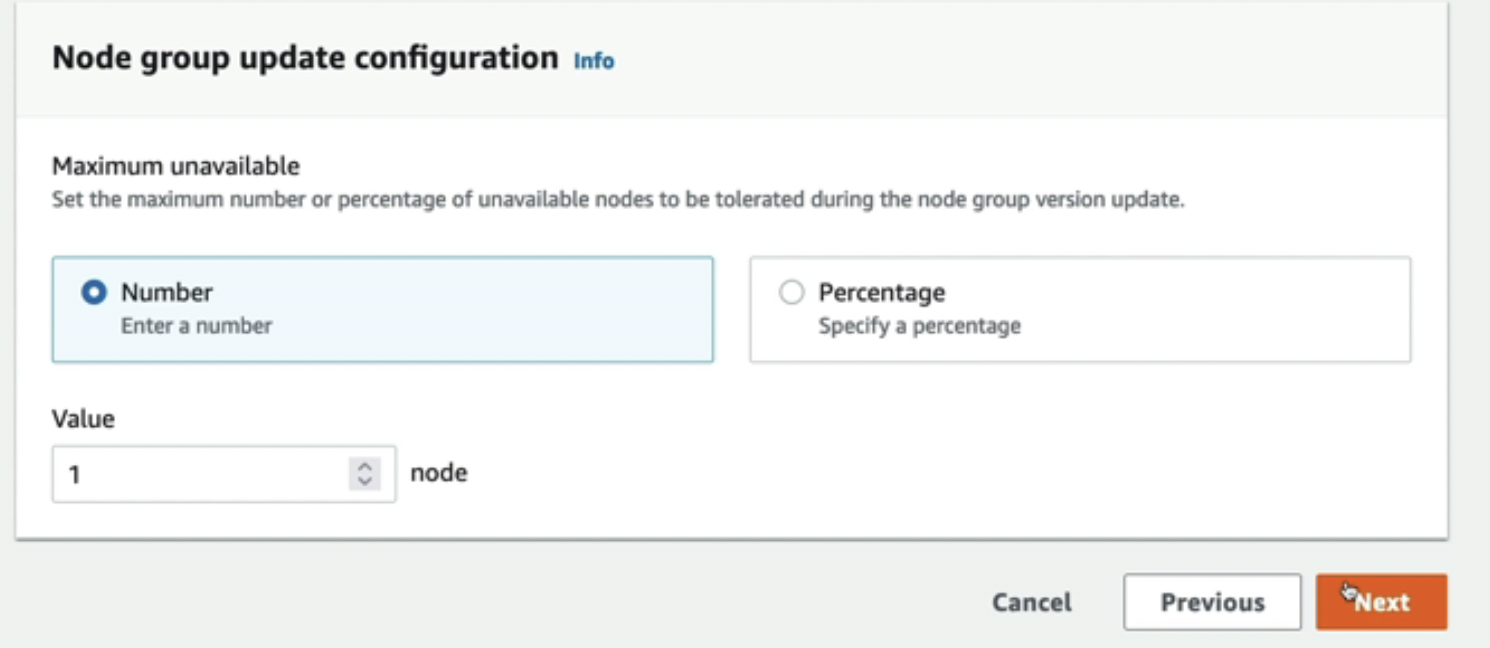 Node group update configuration Info
Maximum unavailable
Set the maximum number or percentage of unavailable nodes to be tolerated during the node group version update.
Number
Enter a number
Percentage
Specify a percentage
Value
1 node
Cancel Previous Next